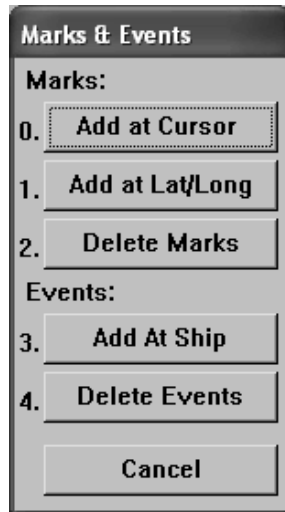 Marks & Events
Marks:
0. Add at Cursor
1. Add at Lat/Long
2. Delete Marks
Events:
3. Add At Ship
4. Delete Events
Cancel